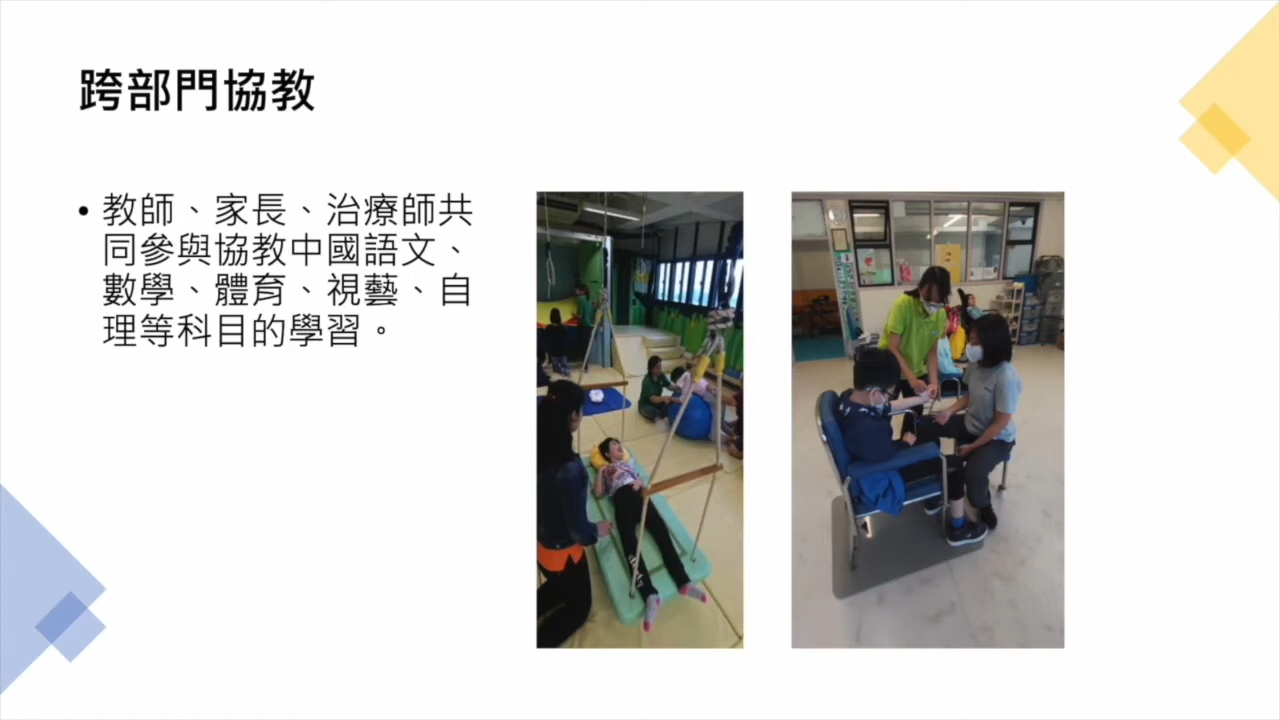 跨部門協教
• 教師、家長、治療師共
同參與協教中國語文、
數學、體育、視藝、自
理等科目的學習。